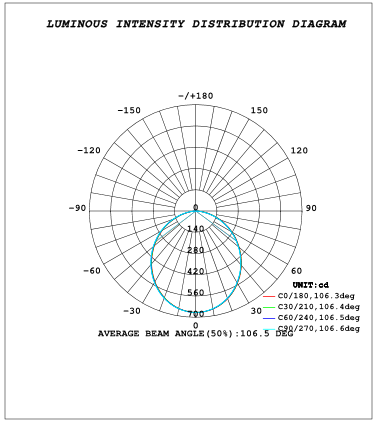 LUMINOUS INTENSITY DISTRIBUTION DIAGRAM
-/+180
-150 150
-120 120
-90 0 90
140
280
-60 420 60
UNIT:cd
560 C0/180,106.3deg
-30 700 30 C30/210,106.4deg
C60/240,106.5deg
0 C90/270,106.6deg
AVERAGE BEAM ANGLE(50%):106.5 DEG